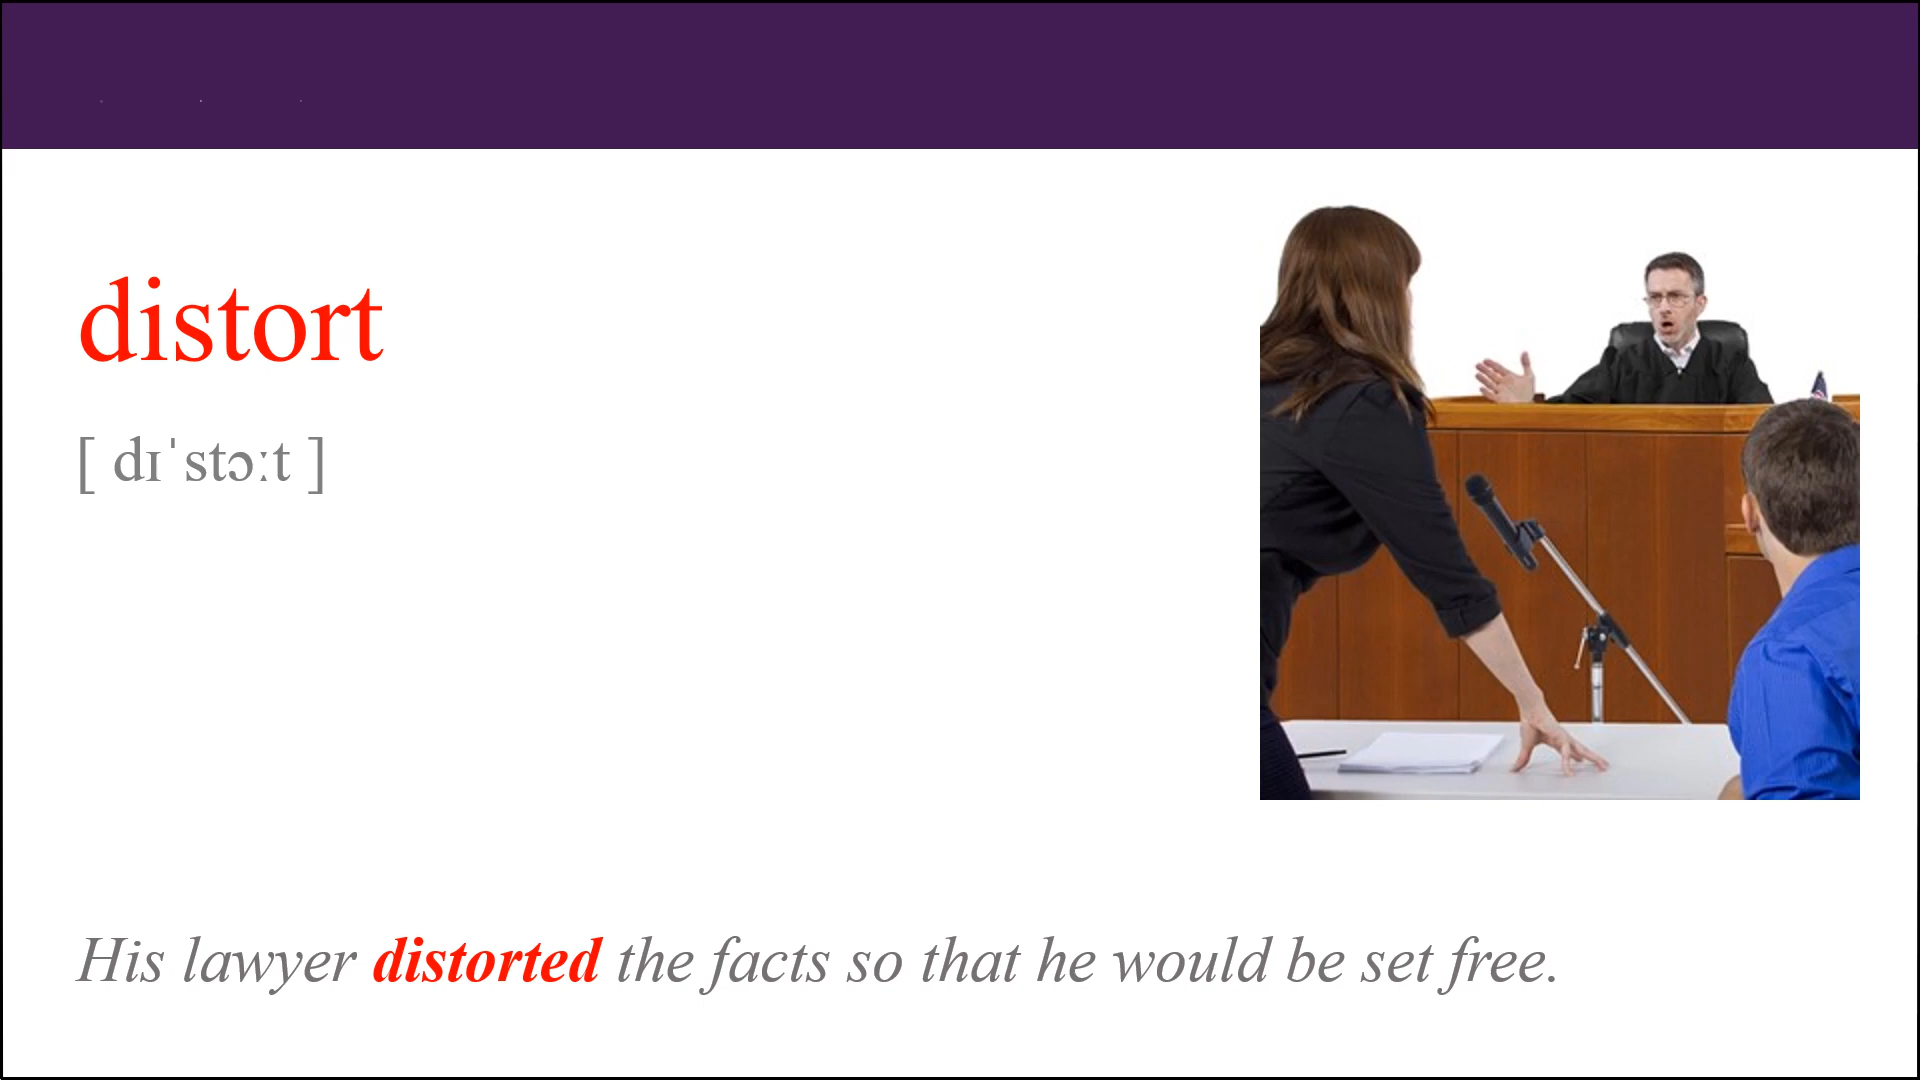 distort
[ dɪˈstɔːt ]
His lawyer distorted the facts so that he would be set free.